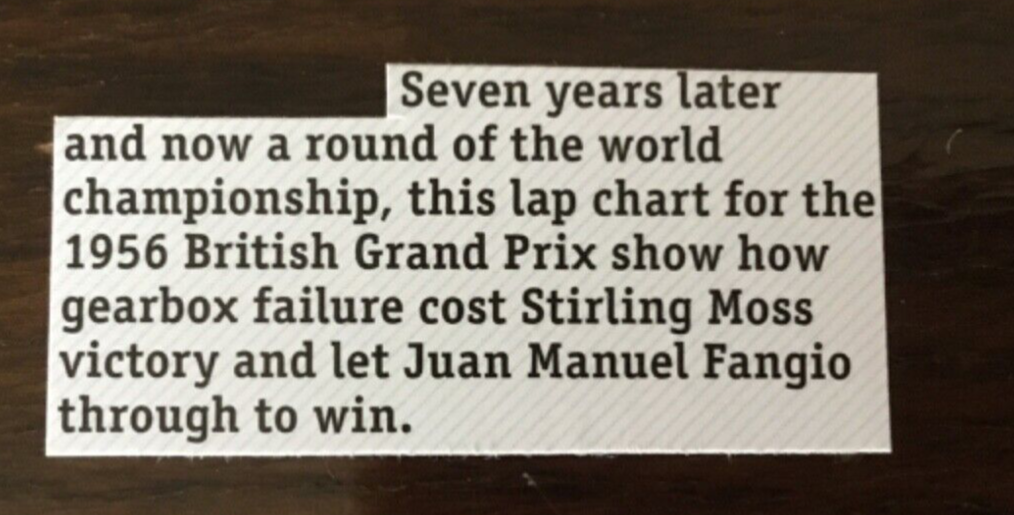 Seven years later
and now a round of the world
championship, this lap chart for the
1956 British Grand Prix show how
gearbox failure cost Stirling Moss
victory and let Juan Manuel Fangio
through to win.